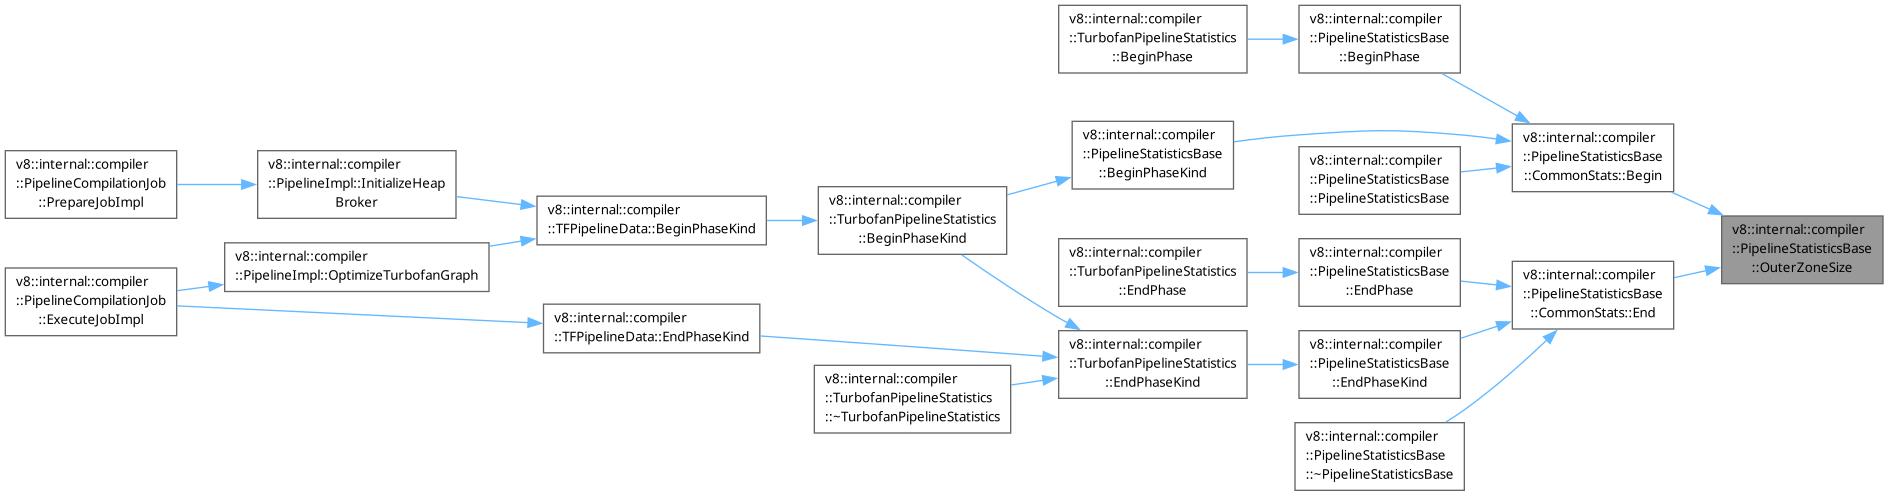 v8::internal::compiler
::TurbofanPipelineStatistics
::BeginPhase
v8::internal::compiler
::PipelineStatisticsBase
::BeginPhase
v8::internal::compiler
::PipelineStatisticsBase
::BeginPhaseKind
v8::internal::compiler
::PipelineStatisticsBase
::CommonStats::Begin
v8::internal::compiler
::PipelineCompilationJob
::PrepareJobImpl
v8::internal::compiler
::PipelineImpl::InitializeHeap
Broker
v8::internal::compiler
::PipelineStatisticsBase
::PipelineStatisticsBase
v8::internal::compiler
::TFPipelineData::BeginPhaseKind
v8::internal::compiler
::TurbofanPipelineStatistics
::BeginPhaseKind
v8::internal::compiler
::PipelineStatisticsBase
::OuterZoneSize
v8::internal::compiler
::PipelineImpl::OptimizeTurbofanGraph
v8::internal::compiler
::TurbofanPipelineStatistics
::EndPhase
v8::internal::compiler
::PipelineStatisticsBase
::EndPhase
v8::internal::compiler
::PipelineStatisticsBase
::CommonStats::End
v8::internal::compiler
::PipelineCompilationJob
::ExecuteJobImpl
v8::internal::compiler
::TFPipelineData::EndPhaseKind
v8::internal::compiler
::TurbofanPipelineStatistics
::EndPhaseKind
v8::internal::compiler
::PipelineStatisticsBase
::EndPhaseKind
v8::internal::compiler
::TurbofanPipelineStatistics
::~TurbofanPipelineStatistics
v8::internal::compiler
::PipelineStatisticsBase
::~PipelineStatisticsBase